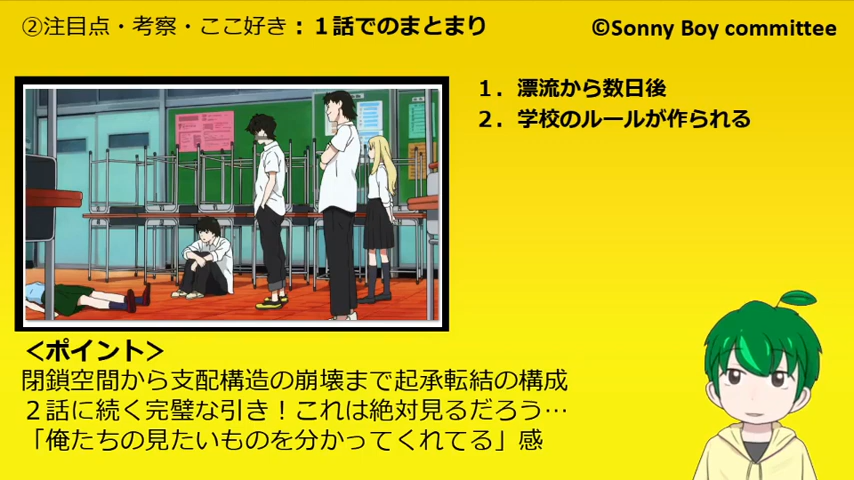 ②注目点・考察・ここ好き：１話でのまとまり
©Sonny Boy committee
１．漂流から数日後
２．学校のルールが作られる
＜ポイント＞
閉鎖空間から支配構造の崩壊まで起承転結の構成
２話に続く完璧な引き！これは絶対見るだろう…
「俺たちの見たいものを分かってくれてる」感